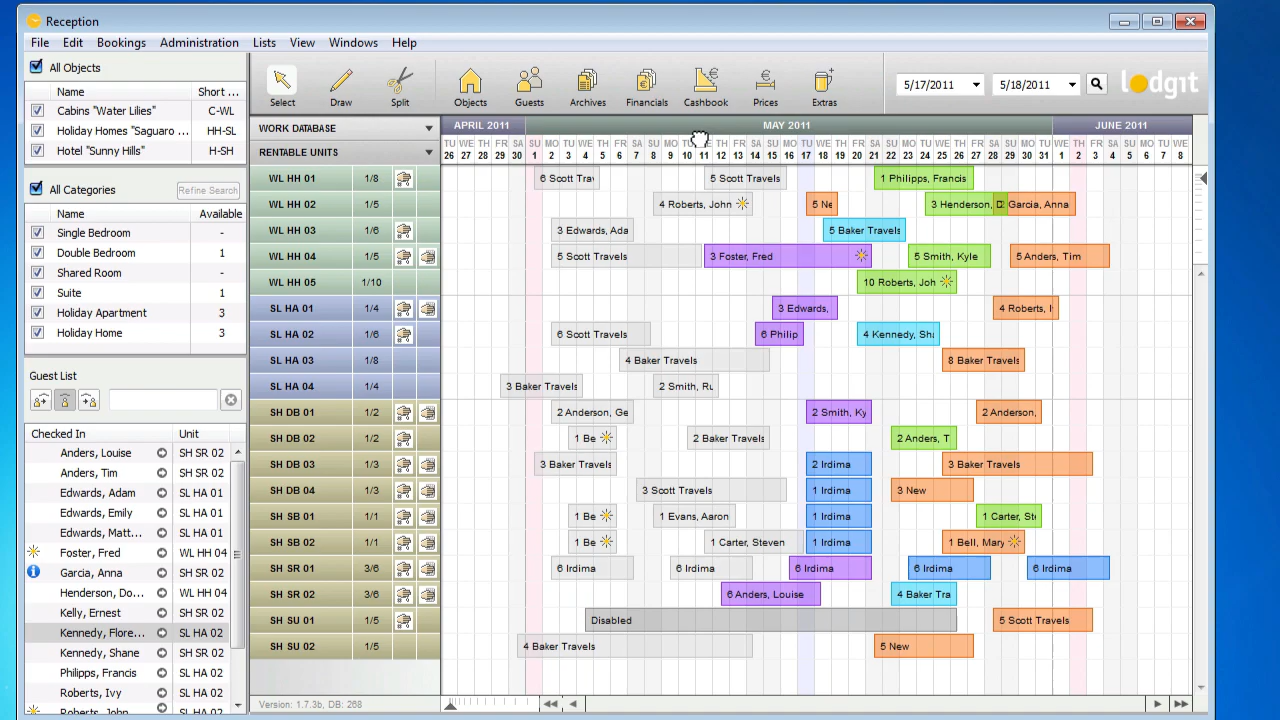 Reception
File Edit Bookings Administration Lists View Windows Help
All Objects
Name Short ...
Cabins "Water Lilies" C-WL
Holiday Homes "Saguaro ... HH-SL
Hotel "Sunny Hills" H-SH
All Categories Refine Search
Name Available
Single Bedroom -
Double Bedroom 1
Shared Room -
Suite 1
Holiday Apartment 3
Holiday Home 3
Guest List
Checked In Unit
Anders, Louise SH SR 02
Anders, Tim SH SR 02
Edwards, Adam SL HA 01
Edwards, Emily SL HA 01
Edwards, Matt... SL HA 01
Foster, Fred WL HH 04
Garcia, Anna SH SR 02
Henderson, Do... WL HH 04
Kelly, Ernest SH SR 02
Kennedy, Flore... SL HA 02
Kennedy, Shane SH SR 02
Philipps, Francis SL HA 02
Roberts, Ivy SL HA 02
Roberts, John SH SR 02
Select Draw Split Objects Guests Archives Financials Cashbook Prices Extras
5/17/2011 5/18/2011 lodgit
WORK DATABASE
RENTABLE UNITS
APRIL 2011 MAY 2011 JUNE 2011
TU WE TH FR SA SU MO TU WE TH FR SA SU MO TU WE TH FR SA SU MO TU WE TH FR SA SU MO TU WE TH FR SA SU MO TU WE TH FR SA SU MO TU WE
26 27 28 29 30 1 2 3 4 5 6 7 8 9 10 11 12 13 14 15 16 17 18 19 20 21 22 23 24 25 26 27 28 29 30 31 1 2 3 4 5 6 7 8
WL HH 01 1/8 6 Scott Trav 5 Scott Travels 1 Philipps, Francis
WL HH 02 1/5 4 Roberts, John 5 Ne 3 Henderson, Garcia, Anna
WL HH 03 1/6 3 Edwards, Ada 5 Baker Travels
WL HH 04 1/5 5 Scott Travels 3 Foster, Fred 5 Smith, Kyle 5 Anders, Tim
WL HH 05 1/10 10 Roberts, Joh
SL HA 01 1/4 3 Edwards, 4 Roberts, I
SL HA 02 1/6 6 Scott Travels 6 Philip 4 Kennedy, Sha
SL HA 03 1/8 4 Baker Travels 8 Baker Travels
SL HA 04 1/4 3 Baker Travels 2 Smith, Ru
SH DB 01 1/2 2 Anderson, Ge 2 Smith, Ky 2 Anderson,
SH DB 02 1/2 1 Be 2 Baker Travels 2 Anders, T
SH DB 03 1/3 3 Baker Travels 2 Irdima 3 Baker Travels
SH DB 04 1/3 3 Scott Travels 1 Irdima 3 New
SH SB 01 1/1 1 Be 1 Evans, Aaron 1 Irdima 1 Carter, Ste
SH SB 02 1/1 1 Be 1 Carter, Steven 1 Irdima 1 Bell, Mary
SH SR 01 3/6 6 Irdima 6 Irdima 6 Irdima 6 Irdima 6 Irdima
SH SR 02 3/6 6 Anders, Louise 4 Baker Tra
SH SU 01 1/5 Disabled 5 Scott Travels
SH SU 02 1/5 4 Baker Travels 5 New
Version: 1.7.3b, DB: 268